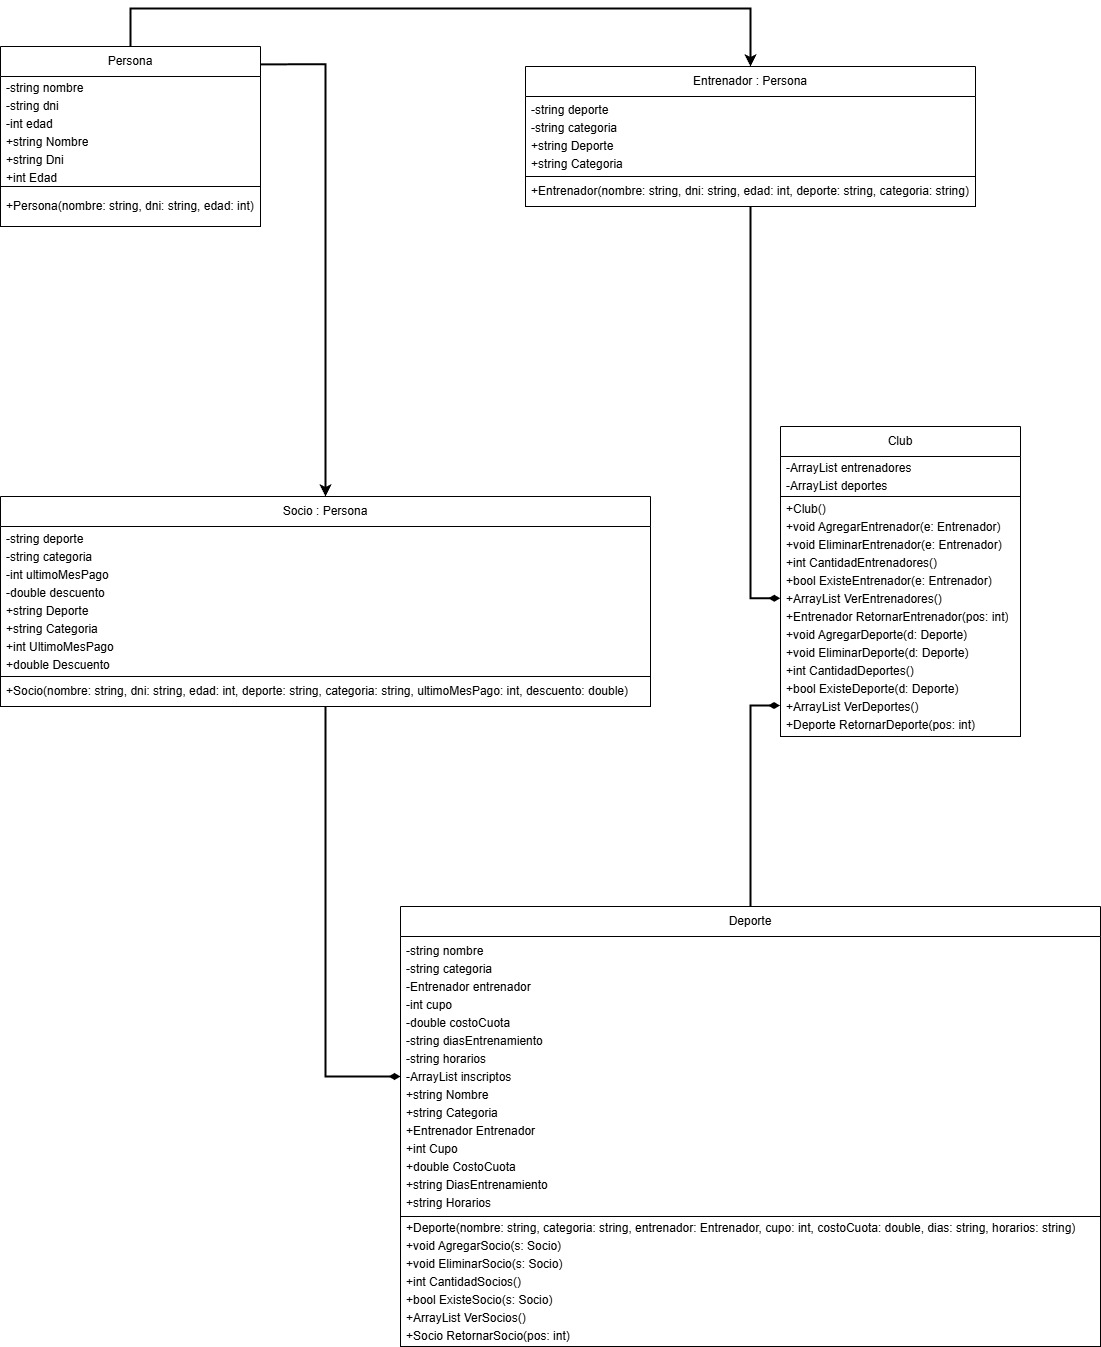 Persona
-string nombre
-string dni
-int edad
+string Nombre
+string Dni
+int Edad
+Persona(nombre: string, dni: string, edad: int)
Entrenador : Persona
-string deporte
-string categoria
+string Deporte
+string Categoria
+Entrenador(nombre: string, dni: string, edad: int, deporte: string, categoria: string)
Club
-ArrayList entrenadores
-ArrayList deportes
+Club()
+void AgregarEntrenador(e: Entrenador)
+void EliminarEntrenador(e: Entrenador)
+int CantidadEntrenadores()
+bool ExisteEntrenador(e: Entrenador)
+ArrayList VerEntrenadores()
+Entrenador RetornarEntrenador(pos: int)
+void AgregarDeporte(d: Deporte)
+void EliminarDeporte(d: Deporte)
+int CantidadDeportes()
+bool ExisteDeporte(d: Deporte)
+ArrayList VerDeportes()
+Deporte RetornarDeporte(pos: int)
Socio : Persona
-string deporte
-string categoria
-int ultimoMesPago
-double descuento
+string Deporte
+string Categoria
+int UltimoMesPago
+double Descuento
+Socio(nombre: string, dni: string, edad: int, deporte: string, categoria: string, ultimoMesPago: int, descuento: double)
Deporte
-string nombre
-string categoria
-Entrenador entrenador
-int cupo
-double costoCuota
-string diasEntrenamiento
-string horarios
-ArrayList inscriptos
+string Nombre
+string Categoria
+Entrenador Entrenador
+int Cupo
+double CostoCuota
+string DiasEntrenamiento
+string Horarios
+Deporte(nombre: string, categoria: string, entrenador: Entrenador, cupo: int, costoCuota: double, dias: string, horarios: string)
+void AgregarSocio(s: Socio)
+void EliminarSocio(s: Socio)
+int CantidadSocios()
+bool ExisteSocio(s: Socio)
+ArrayList VerSocios()
+Socio RetornarSocio(pos: int)